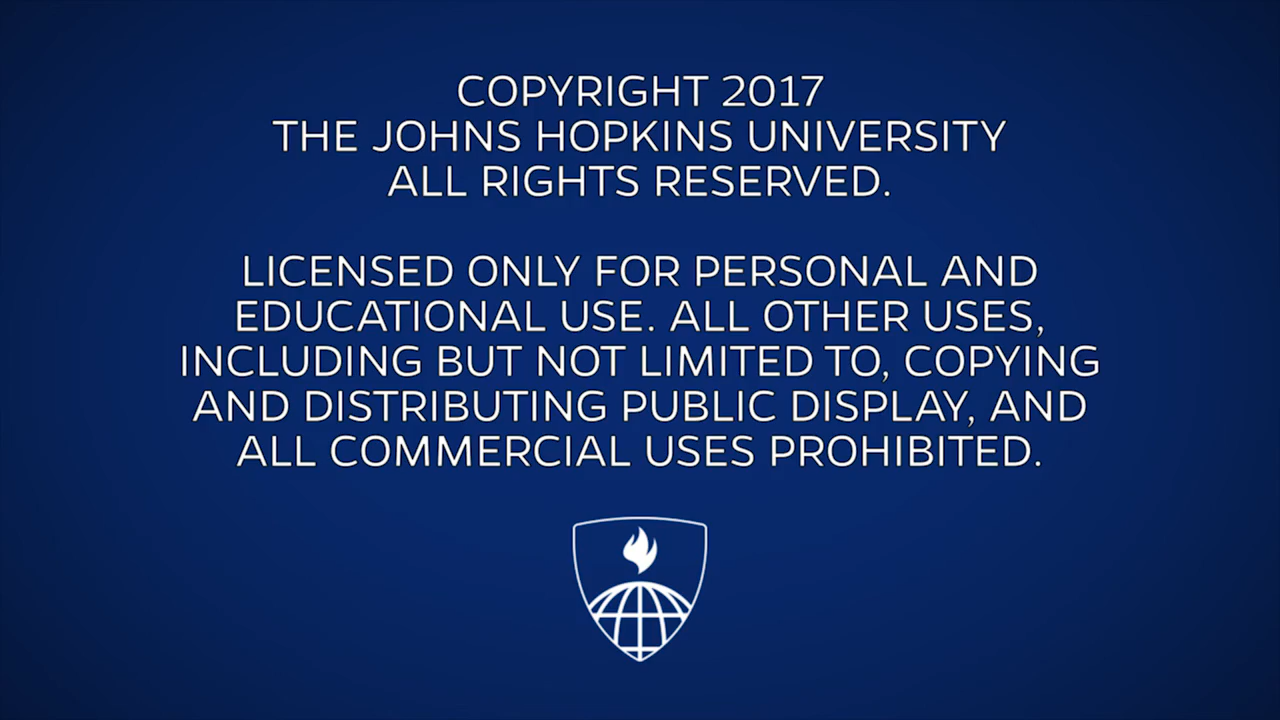 COPYRIGHT 2017
THE JOHNS HOPKINS UNIVERSITY
ALL RIGHTS RESERVED.
LICENSED ONLY FOR PERSONAL AND
EDUCATIONAL USE. ALL OTHER USES,
INCLUDING BUT NOT LIMITED TO, COPYING
AND DISTRIBUTING PUBLIC DISPLAY, AND
ALL COMMERCIAL USES PROHIBITED.